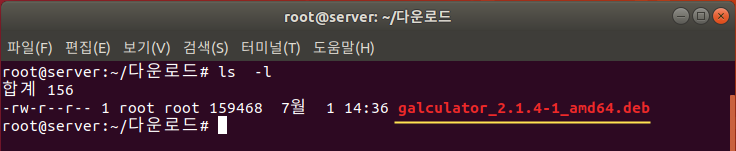 root@server: ~/다운로드
파일(F) 편집(E) 보기(V) 검색(S) 터미널(T) 도움말(H)
root@server:~/다운로드# ls  -l
합계 156
-rw-r--r-- 1 root root 159468  7월  1 14:36 galculator_2.1.4-1_amd64.deb
root@server:~/다운로드#